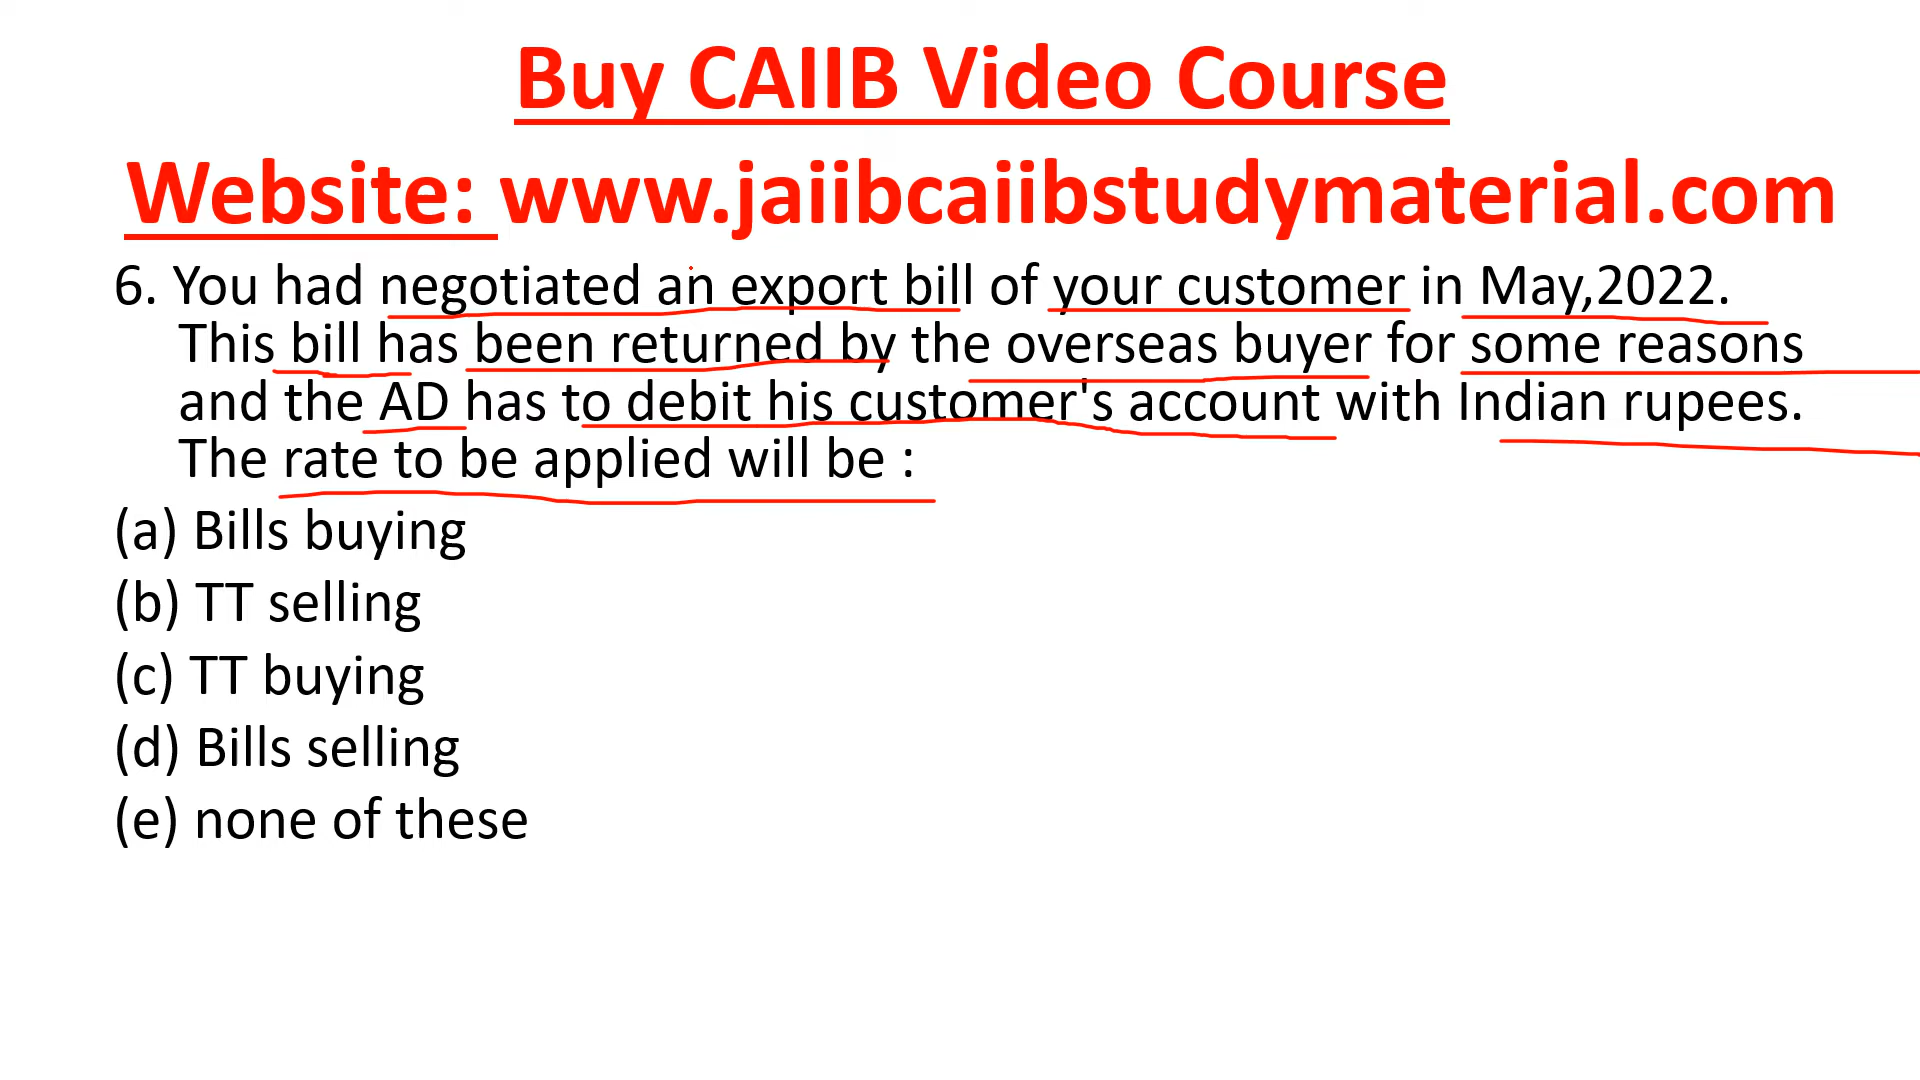 Buy CAIIB Video Course
Website: www.jaiibcaiibstudymaterial.com
6. You had negotiated an export bill of your customer in May,2022.
This bill has been returned by the overseas buyer for some reasons
and the AD has to debit his customer's account with Indian rupees.
The rate to be applied will be :
(a) Bills buying
(b) TT selling
(c) TT buying
(d) Bills selling
(e) none of these